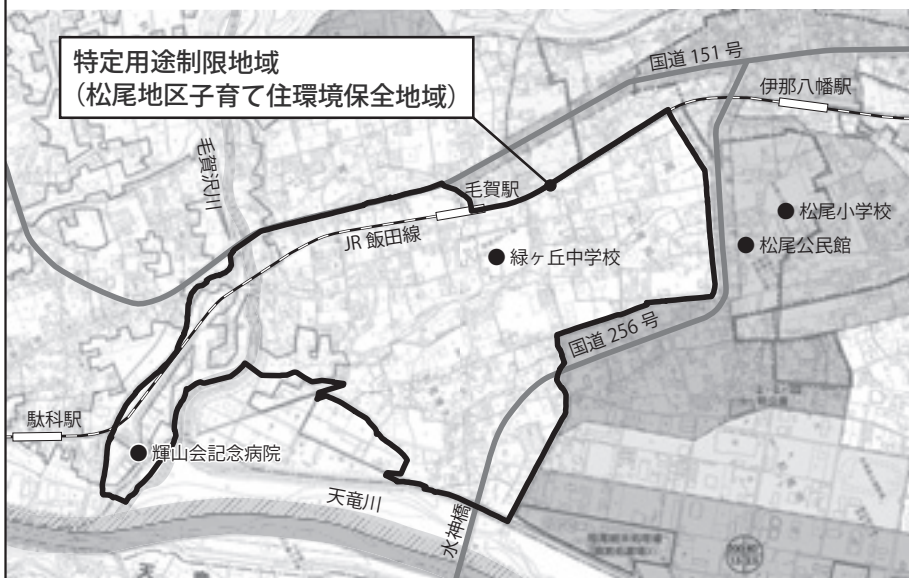 特定用途制限地域
(松尾地区子育て住環境保全地域)
国道 151 号
伊那八幡駅
毛賀沢川
毛賀駅
JR 飯田線
松尾小学校
緑ヶ丘中学校
松尾公民館
国道 256 号
駄科駅
輝山会記念病院
天竜川
水神橋